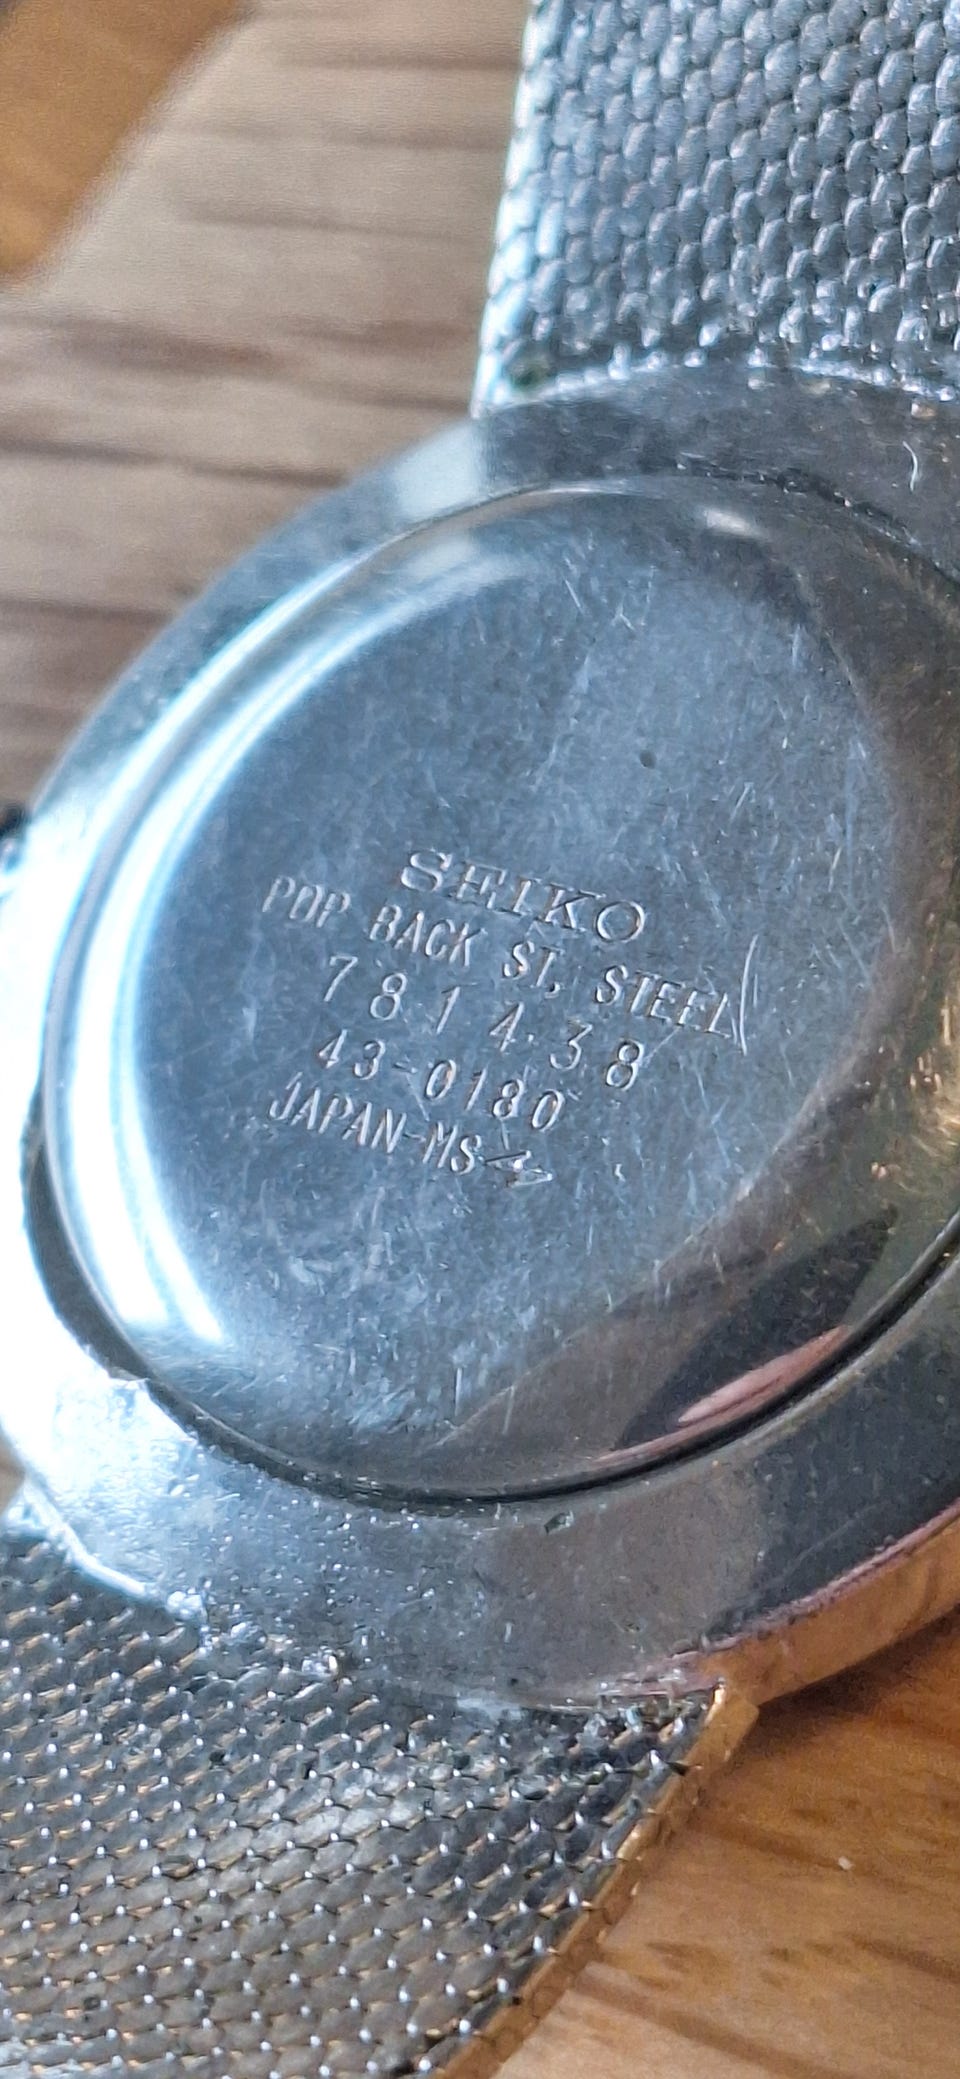 SEIKO
POP BACK ST. STEEL
781438
43-0180
JAPAN-MS